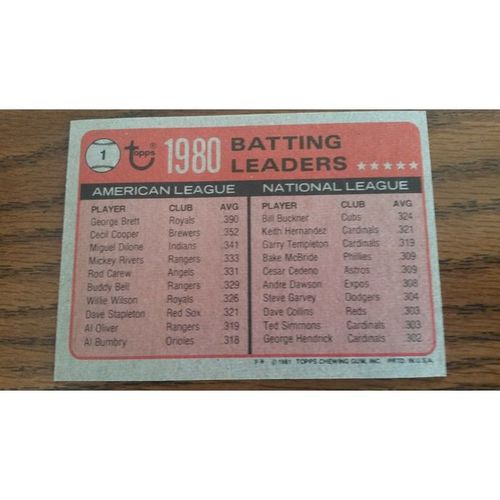 1
Topps®
1980 BATTING LEADERS ★★★★★
AMERICAN LEAGUE
PLAYER CLUB AVG
George Brett Royals 390
Cecil Cooper Brewers 352
Miguel Dilone Indians 341
Mickey Rivers Rangers 333
Rod Carew Angels 331
Buddy Bell Rangers 329
Willie Wilson Royals 326
Dave Stapleton Red Sox 321
Al Oliver Rangers 319
Al Bumbry Orioles 318
NATIONAL LEAGUE
PLAYER CLUB AVG
Bill Buckner Cubs 324
Keith Hernandez Cardinals 321
Garry Templeton Cardinals 319
Bake McBride Phillies 309
Cesar Cedeno Astros 309
Andre Dawson Expos 308
Steve Garvey Dodgers 304
Dave Collins Reds 303
Ted Simmons Cardinals 303
George Hendrick Cardinals 302
© 1981 TOPPS CHEWING GUM, INC. PRTD. IN U.S.A.